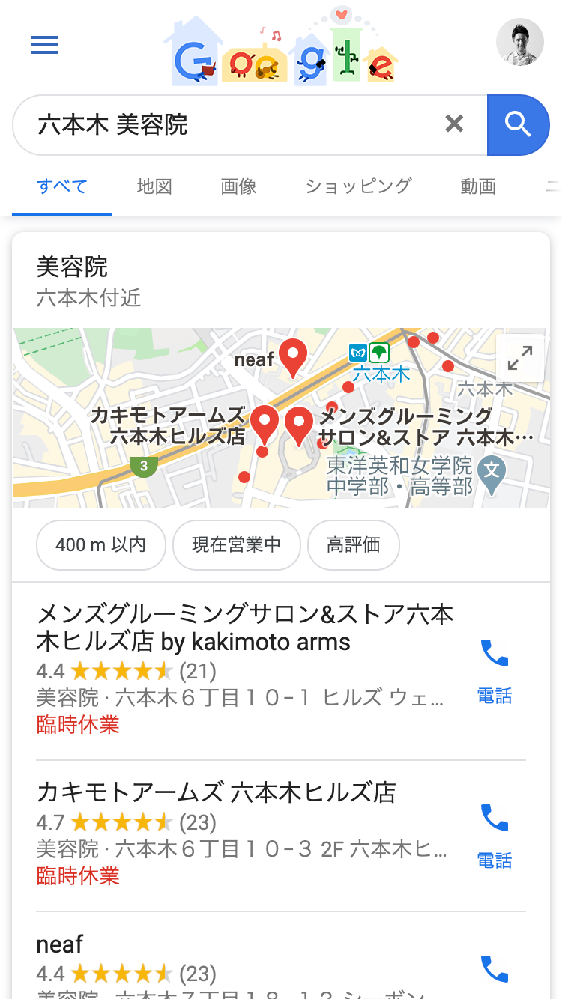 Google
六本木 美容院
すべて 地図 画像 ショッピング 動画
美容院
六本木付近
neaf
六本木
六本木
カキモトアームズ
六本木ヒルズ店
メンズグルーミング
サロン&ストア 六本木…
3
東洋英和女学院
中学部・高等部
文
400 m 以内 現在営業中 高評価
メンズグルーミングサロン&ストア六本
木ヒルズ店 by kakimoto arms
4.4 (21)
美容院 · 六本木６丁目１０−１ ヒルズ ウェ...
臨時休業
電話
カキモトアームズ 六本木ヒルズ店
4.7 (23)
美容院 · 六本木６丁目１０−３ 2F 六本木ヒ...
臨時休業
電話
neaf
4.4 (23)